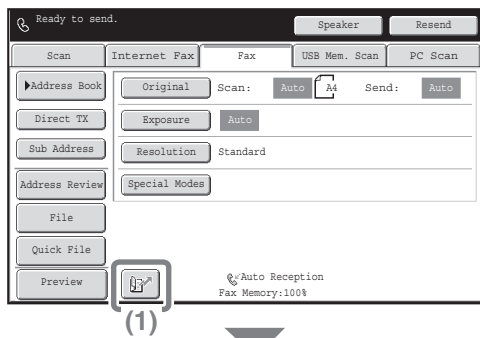 Ready to send.
Speaker
Resend
Scan
Internet Fax
Fax
USB Mem. Scan
PC Scan
Address Book
Original
Scan:
Auto
A4
Send:
Auto
Direct TX
Exposure
Auto
Sub Address
Resolution
Standard
Address Review
Special Modes
File
Quick File
Preview
Auto Reception
Fax Memory:100%
(1)